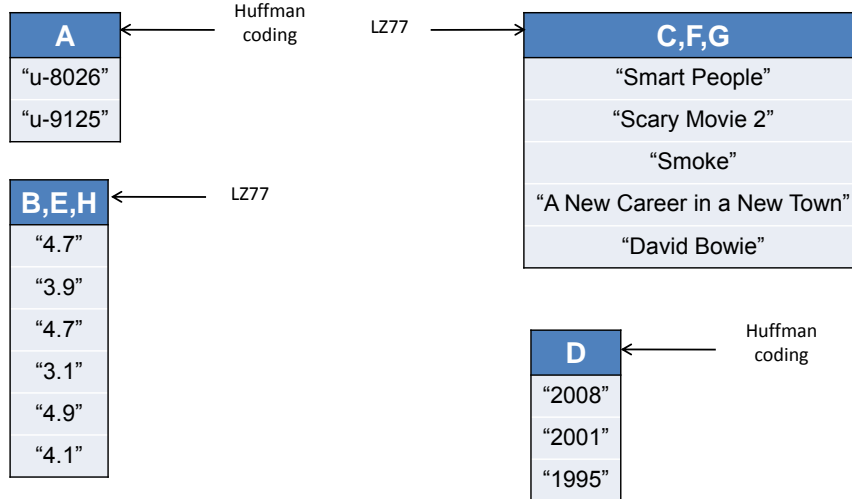 A
Huffman
coding
“u-8026”
“u-9125”
LZ77
C,F,G
“Smart People”
“Scary Movie 2”
“Smoke”
“A New Career in a New Town”
“David Bowie”
B,E,H
LZ77
“4.7”
“3.9”
“4.7”
“3.1”
“4.9”
“4.1”
D
Huffman
coding
“2008”
“2001”
“1995”